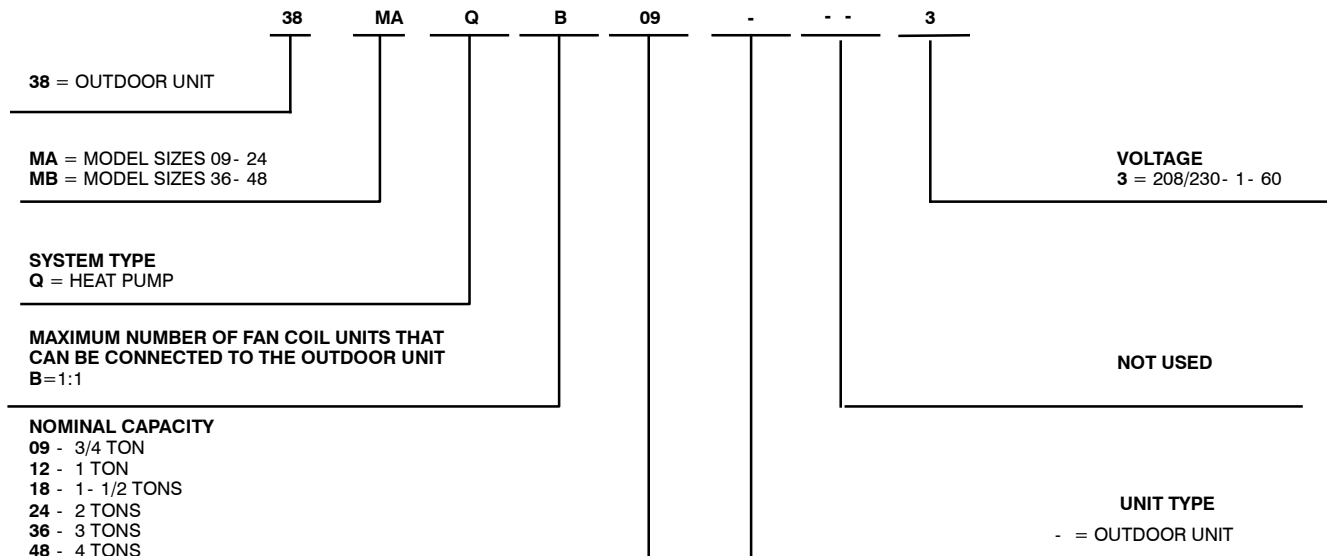 38 MA Q B 09 - - - 3
38 = OUTDOOR UNIT
MA = MODEL SIZES 09- 24
MB = MODEL SIZES 36- 48
VOLTAGE
3 = 208/230- 1- 60
SYSTEM TYPE
Q = HEAT PUMP
MAXIMUM NUMBER OF FAN COIL UNITS THAT
CAN BE CONNECTED TO THE OUTDOOR UNIT
B=1:1
NOT USED
NOMINAL CAPACITY
09 - 3/4 TON
12 - 1 TON
18 - 1- 1/2 TONS
24 - 2 TONS
36 - 3 TONS
48 - 4 TONS
UNIT TYPE
- = OUTDOOR UNIT